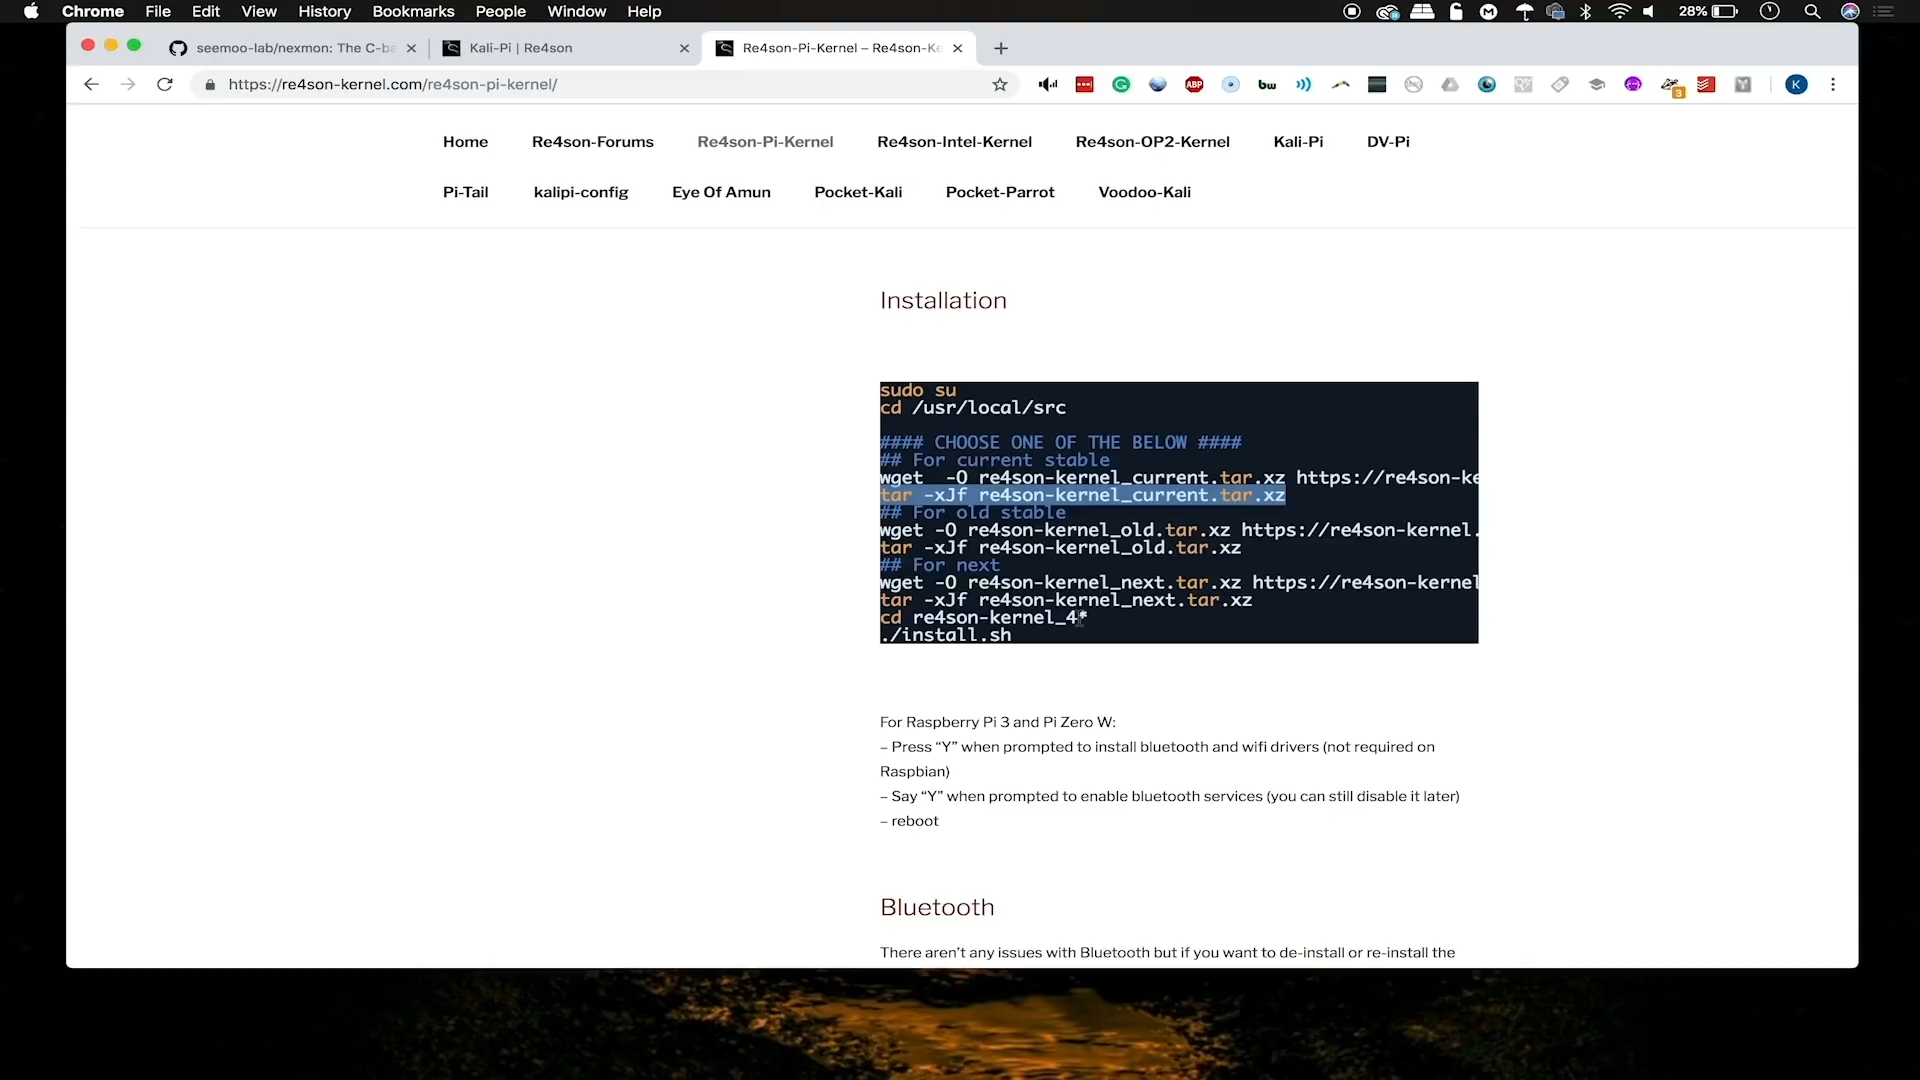 Chrome File Edit View History Bookmarks People Window Help 28%
seemoo-lab/nexmon: The C-ba Kali-Pi | Re4son Re4son-Pi-Kernel – Re4son-Ke
https://re4son-kernel.com/re4son-pi-kernel/ ABP bw 3 K
Home Re4son-Forums Re4son-Pi-Kernel Re4son-Intel-Kernel Re4son-OP2-Kernel Kali-Pi DV-Pi
Pi-Tail kalipi-config Eye Of Amun Pocket-Kali Pocket-Parrot Voodoo-Kali
Installation
sudo su
cd /usr/local/src
#### CHOOSE ONE OF THE BELOW ####
## For current stable
wget  -O re4son-kernel_current.tar.xz https://re4son-ke
tar -xJf re4son-kernel_current.tar.xz
## For old stable
wget -O re4son-kernel_old.tar.xz https://re4son-kernel.
tar -xJf re4son-kernel_old.tar.xz
## For next
wget -O re4son-kernel_next.tar.xz https://re4son-kernel
tar -xJf re4son-kernel_next.tar.xz
cd re4son-kernel_4*
./install.sh
For Raspberry Pi 3 and Pi Zero W:
– Press “Y” when prompted to install bluetooth and wifi drivers (not required on
Raspbian)
– Say “Y” when prompted to enable bluetooth services (you can still disable it later)
– reboot
Bluetooth
There aren’t any issues with Bluetooth but if you want to de-install or re-install the